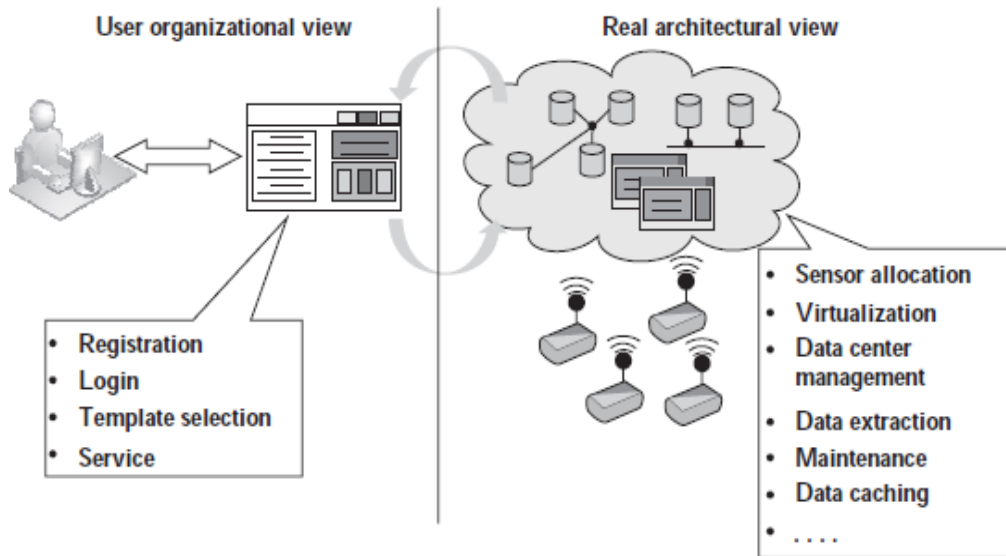 User organizational view
Real architectural view
• Registration
• Login
• Template selection
• Service
• Sensor allocation
• Virtualization
• Data center
management
• Data extraction
• Maintenance
• Data caching
• . . . .